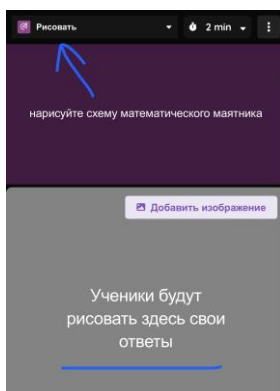 Рисовать
2 min
нарисуйте схему математического маятника
Добавить изображение
Ученики будут
рисовать здесь свои
ответы